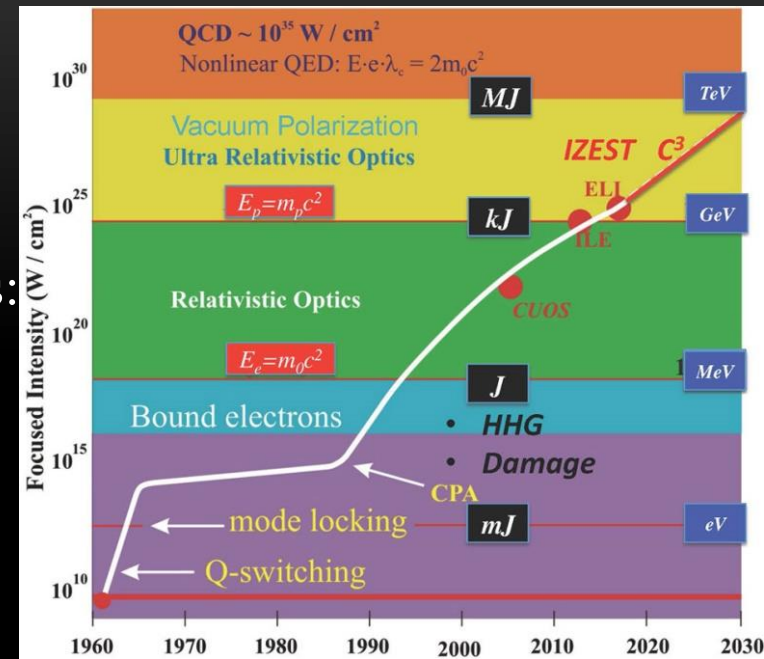 QCD ~ 10³⁵ W / cm²
Nonlinear QED: E·e·λc = 2m₀c²
10³⁰
MJ
TeV
Vacuum Polarization
Ultra Relativistic Optics
IZEST C³
ELI
10²⁵
Eₚ=mₚc²
kJ
GeV
ILE
s:
Relativistic Optics
CUOS
10²⁰
Eₑ=m₀c²
1
MeV
J
Bound electrons
• HHG
10¹⁵
• Damage
CPA
mode locking
mJ
eV
Q-switching
10¹⁰
Focused Intensity (W / cm²)
1960 1970 1980 1990 2000 2010 2020 2030